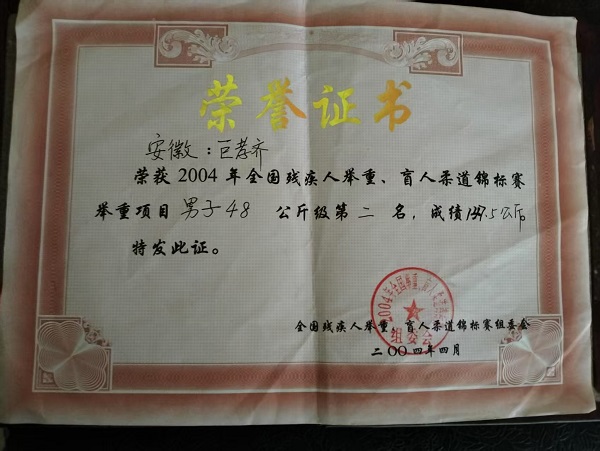 荣誉证书
安徽：巨孝齐
荣获2004年全国残疾人举重、盲人柔道锦标赛
举重项目男子48 公斤级第二名，成绩137.5公斤
特发此证。
全国残疾人举重、盲人柔道锦标赛组委会
组委会
二〇〇四年四月